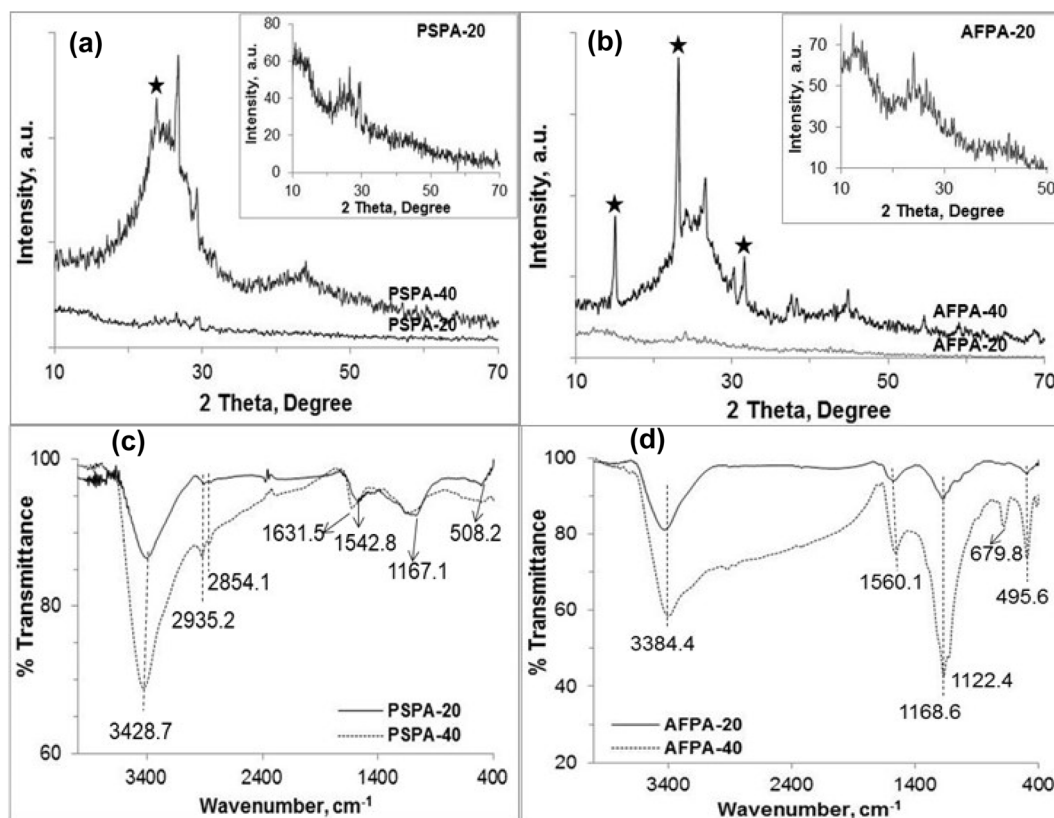 (a)
PSPA-20
Intensity, a.u.
80
60
40
20
0
10 20 30 40 50 60 70
2 Theta, Degree
Intensity, a.u.
PSPA-40
PSPA-20
10 30 50 70
2 Theta, Degree
(b)
AFPA-20
Intensity, a.u.
70
50
30
10
10 20 30 40 50
2 Theta, Degree
Intensity, a.u.
AFPA-40
AFPA-20
10 30 50 70
2 Theta, Degree
(c)
% Transmittance
100
80
60
1631.5
1542.8
508.2
2854.1
1167.1
2935.2
3428.7
PSPA-20
PSPA-40
3400 2400 1400 400
Wavenumber, cm-1
(d)
% Transmittance
100
80
60
40
20
679.8
1560.1
495.6
3384.4
1122.4
1168.6
AFPA-20
AFPA-40
3400 2400 1400 400
Wavenumber, cm-1